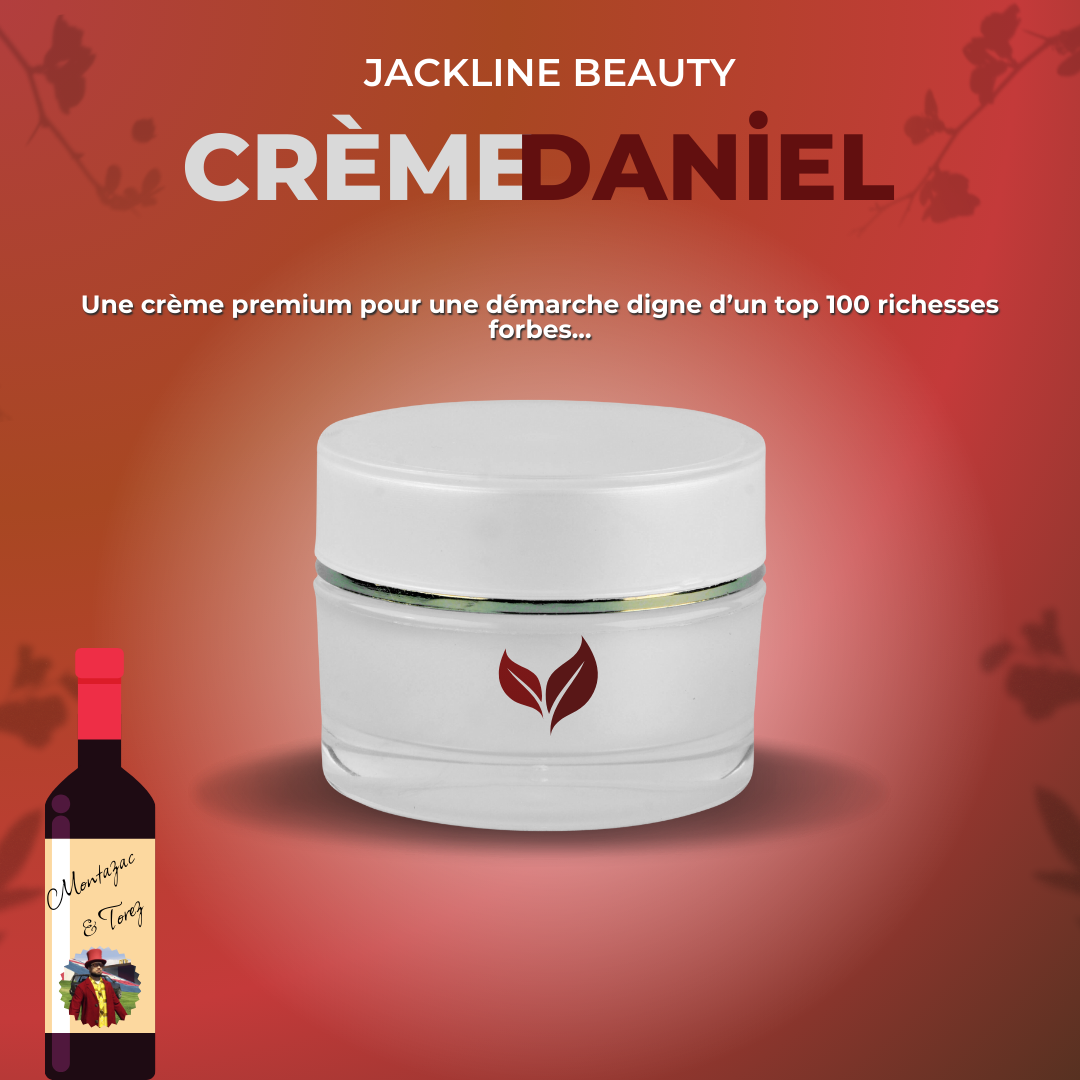 JACKLINE BEAUTY
CRÈMEDANİEL
Une crème premium pour une démarche digne d’un top 100 richesses
forbes...
Montazac
& Torez